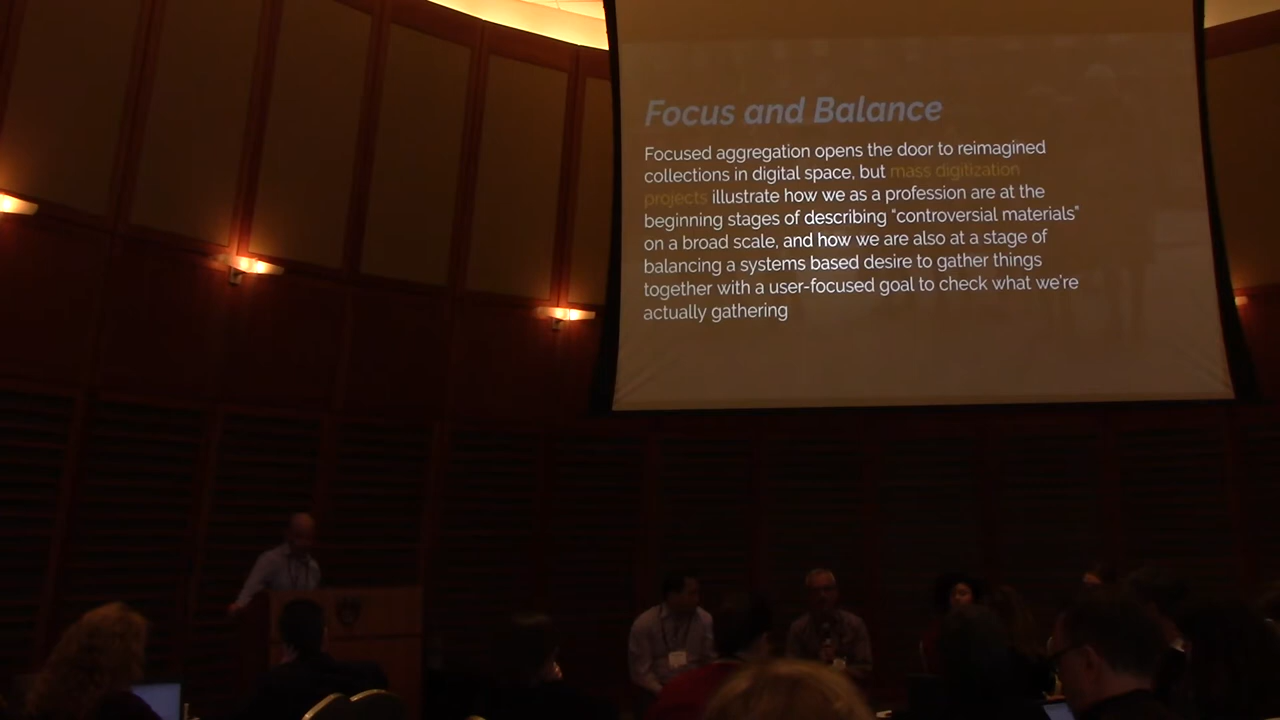 Focus and Balance
Focused aggregation opens the door to reimagined
collections in digital space, but mass digitization
projects illustrate how we as a profession are at the
beginning stages of describing “controversial materials”
on a broad scale, and how we are also at a stage of
balancing a systems based desire to gather things
together with a user-focused goal to check what we're
actually gathering